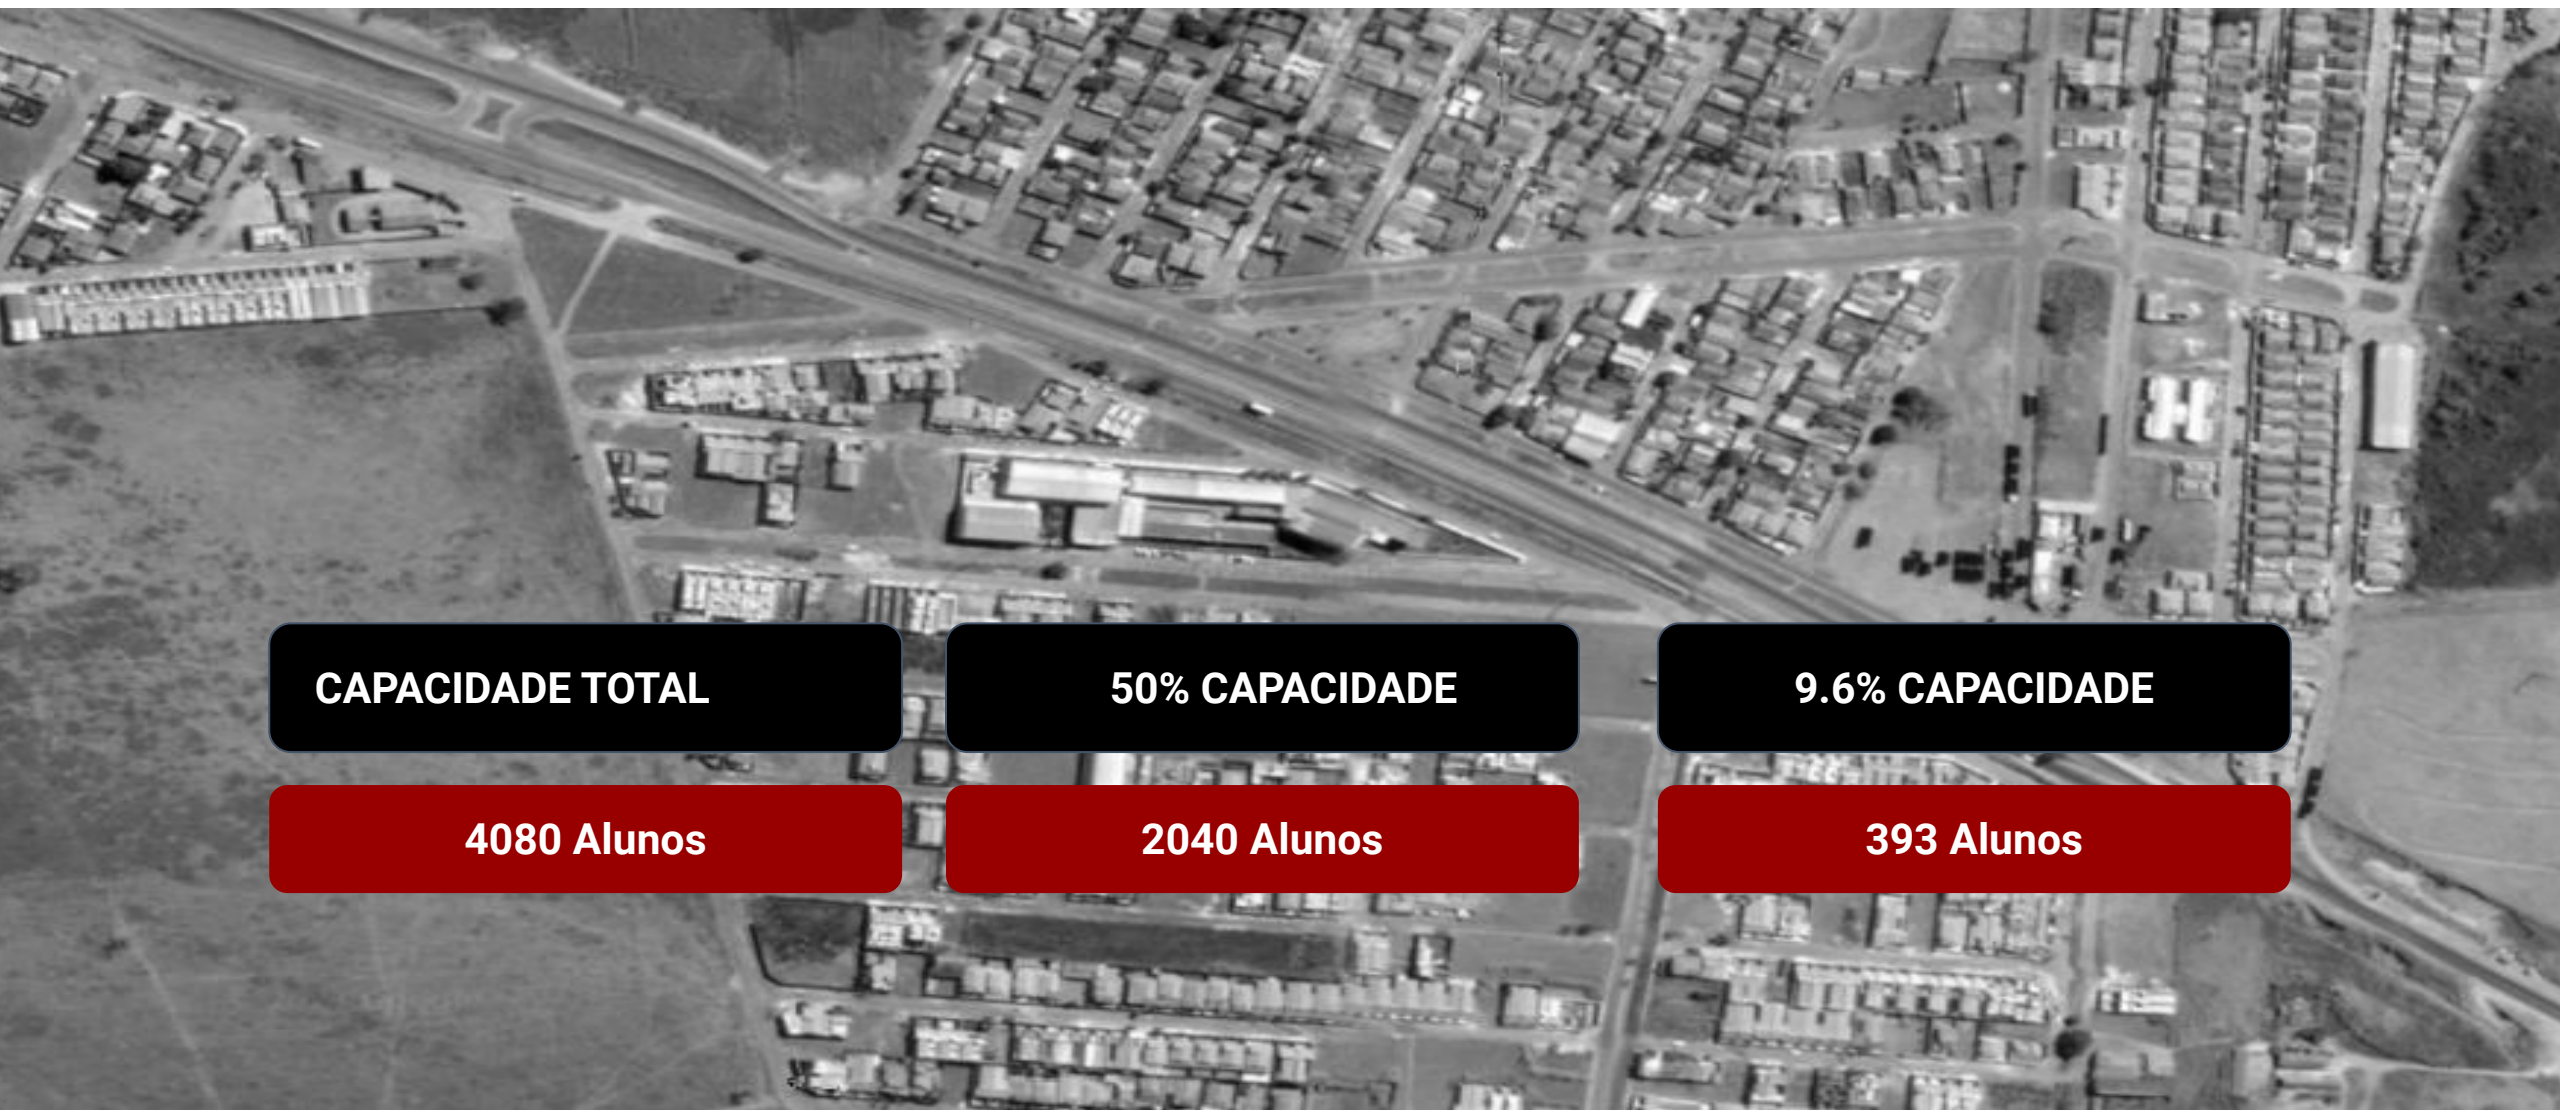 CAPACIDADE TOTAL
50% CAPACIDADE
9.6% CAPACIDADE
4080 Alunos
2040 Alunos
393 Alunos